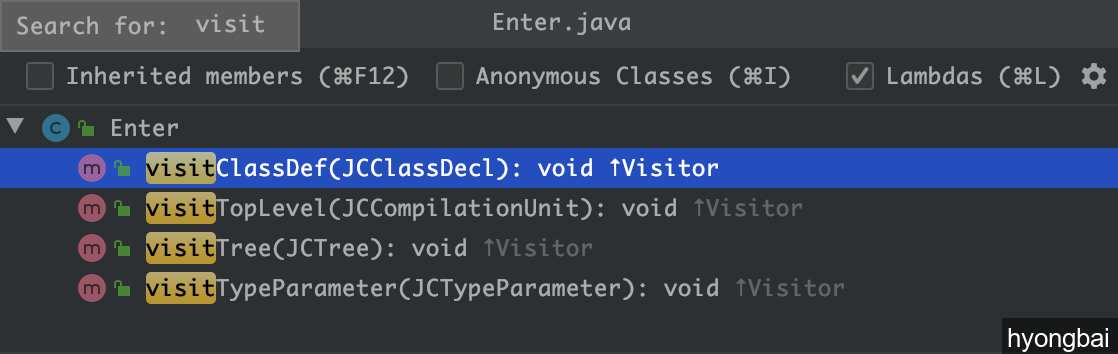 Search for: visit
Enter.java
Inherited members (⌘F12) Anonymous Classes (⌘I) Lambdas (⌘L)
C Enter
m visitClassDef(JCClassDecl): void ↑Visitor
m visitTopLevel(JCCompilationUnit): void ↑Visitor
m visitTree(JCTree): void ↑Visitor
m visitTypeParameter(JCTypeParameter): void ↑Visitor
hyongbai